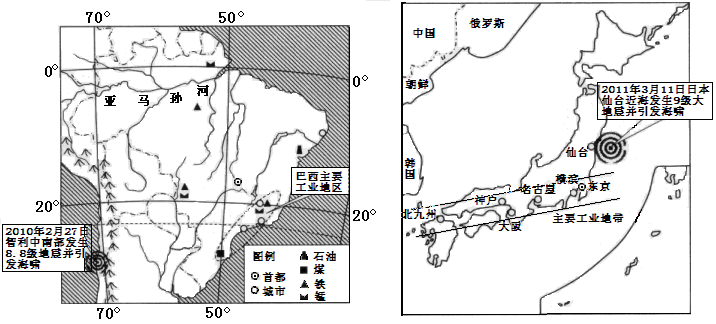 70°
50°
0°
0°
亚马孙河
巴西主要
工业地区
20°
20°
2010年2月27日
智利中南部发生
8.8级地震并引
发海啸
图例
石油
煤
首都
铁
城市
锰
70°
50°
中国
俄罗斯
朝鲜
韩国
2011年3月11日日本
仙台近海发生9级大
地震并引发海啸
仙台
横滨
东京
名古屋
神户
北九州
大阪
主要工业地带